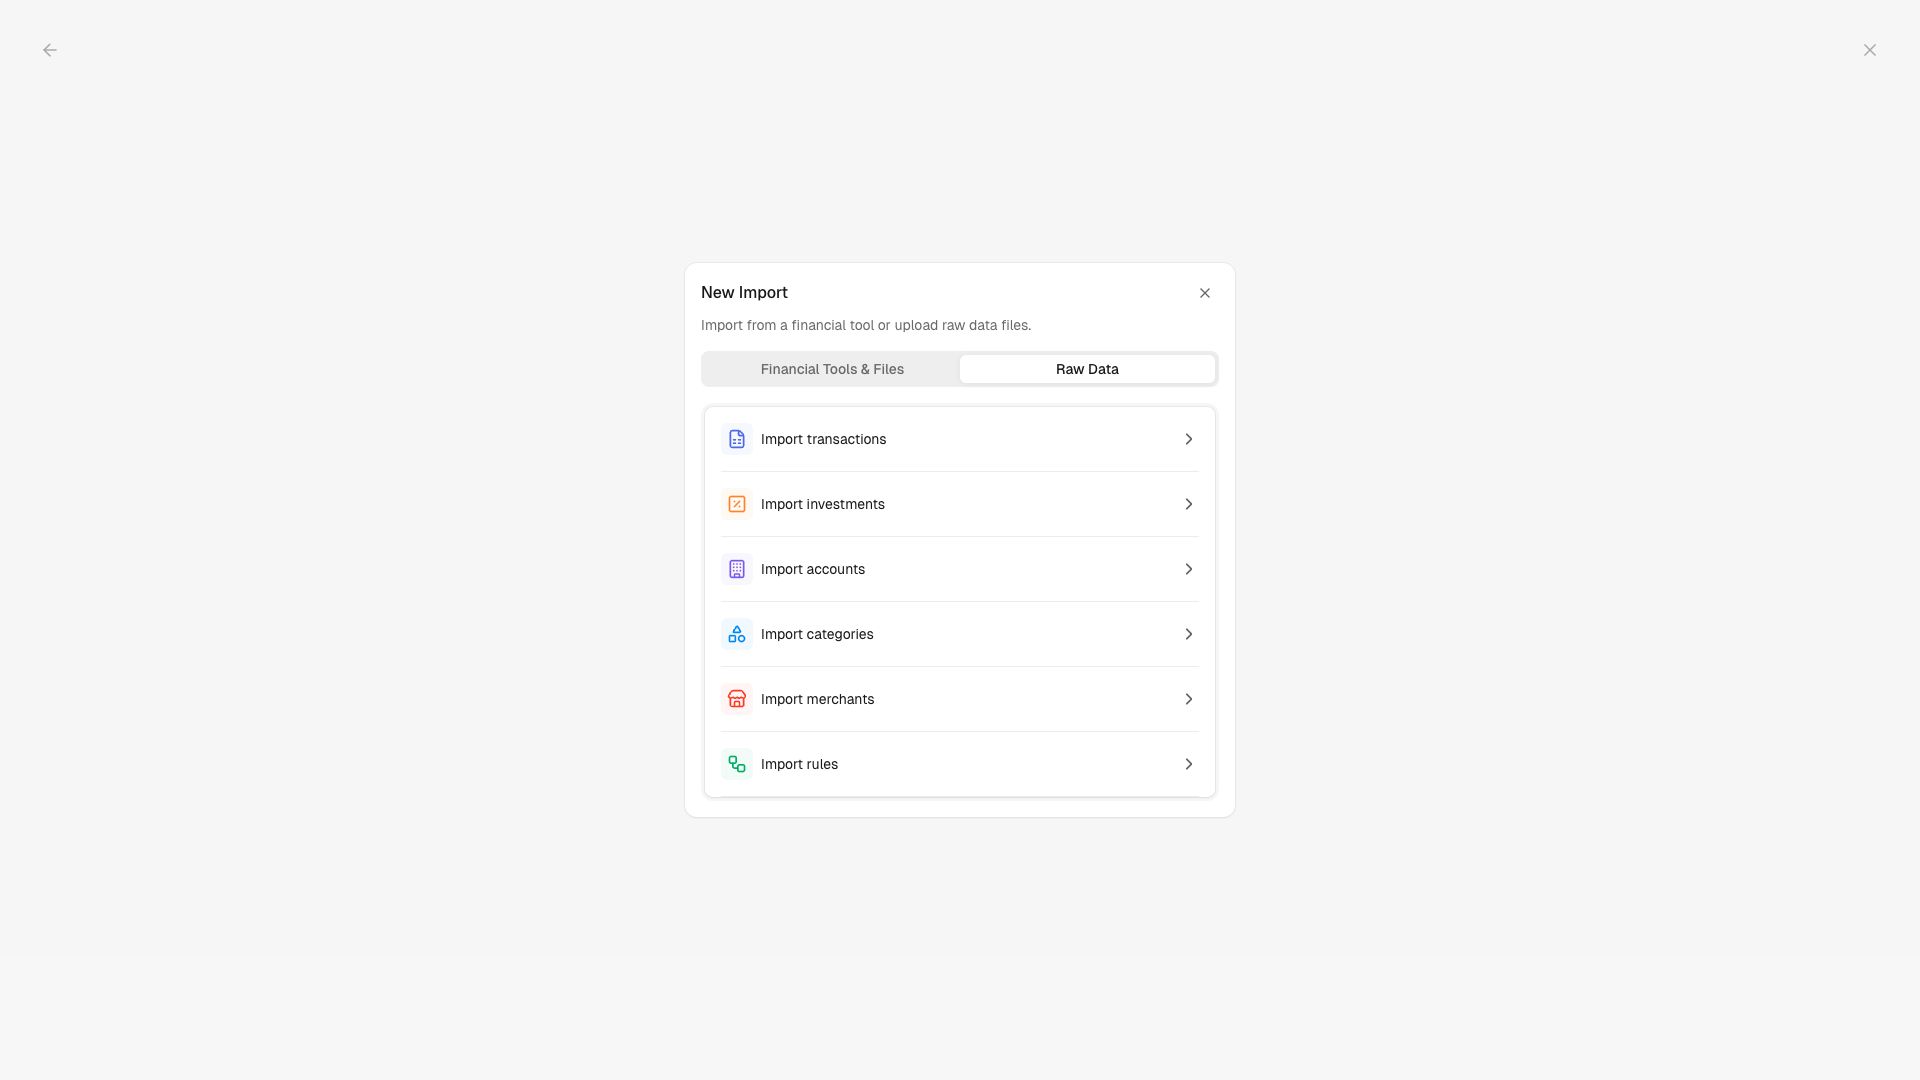 New Import
Import from a financial tool or upload raw data files.
Financial Tools & Files
Raw Data
Import transactions
Import investments
Import accounts
Import categories
Import merchants
Import rules